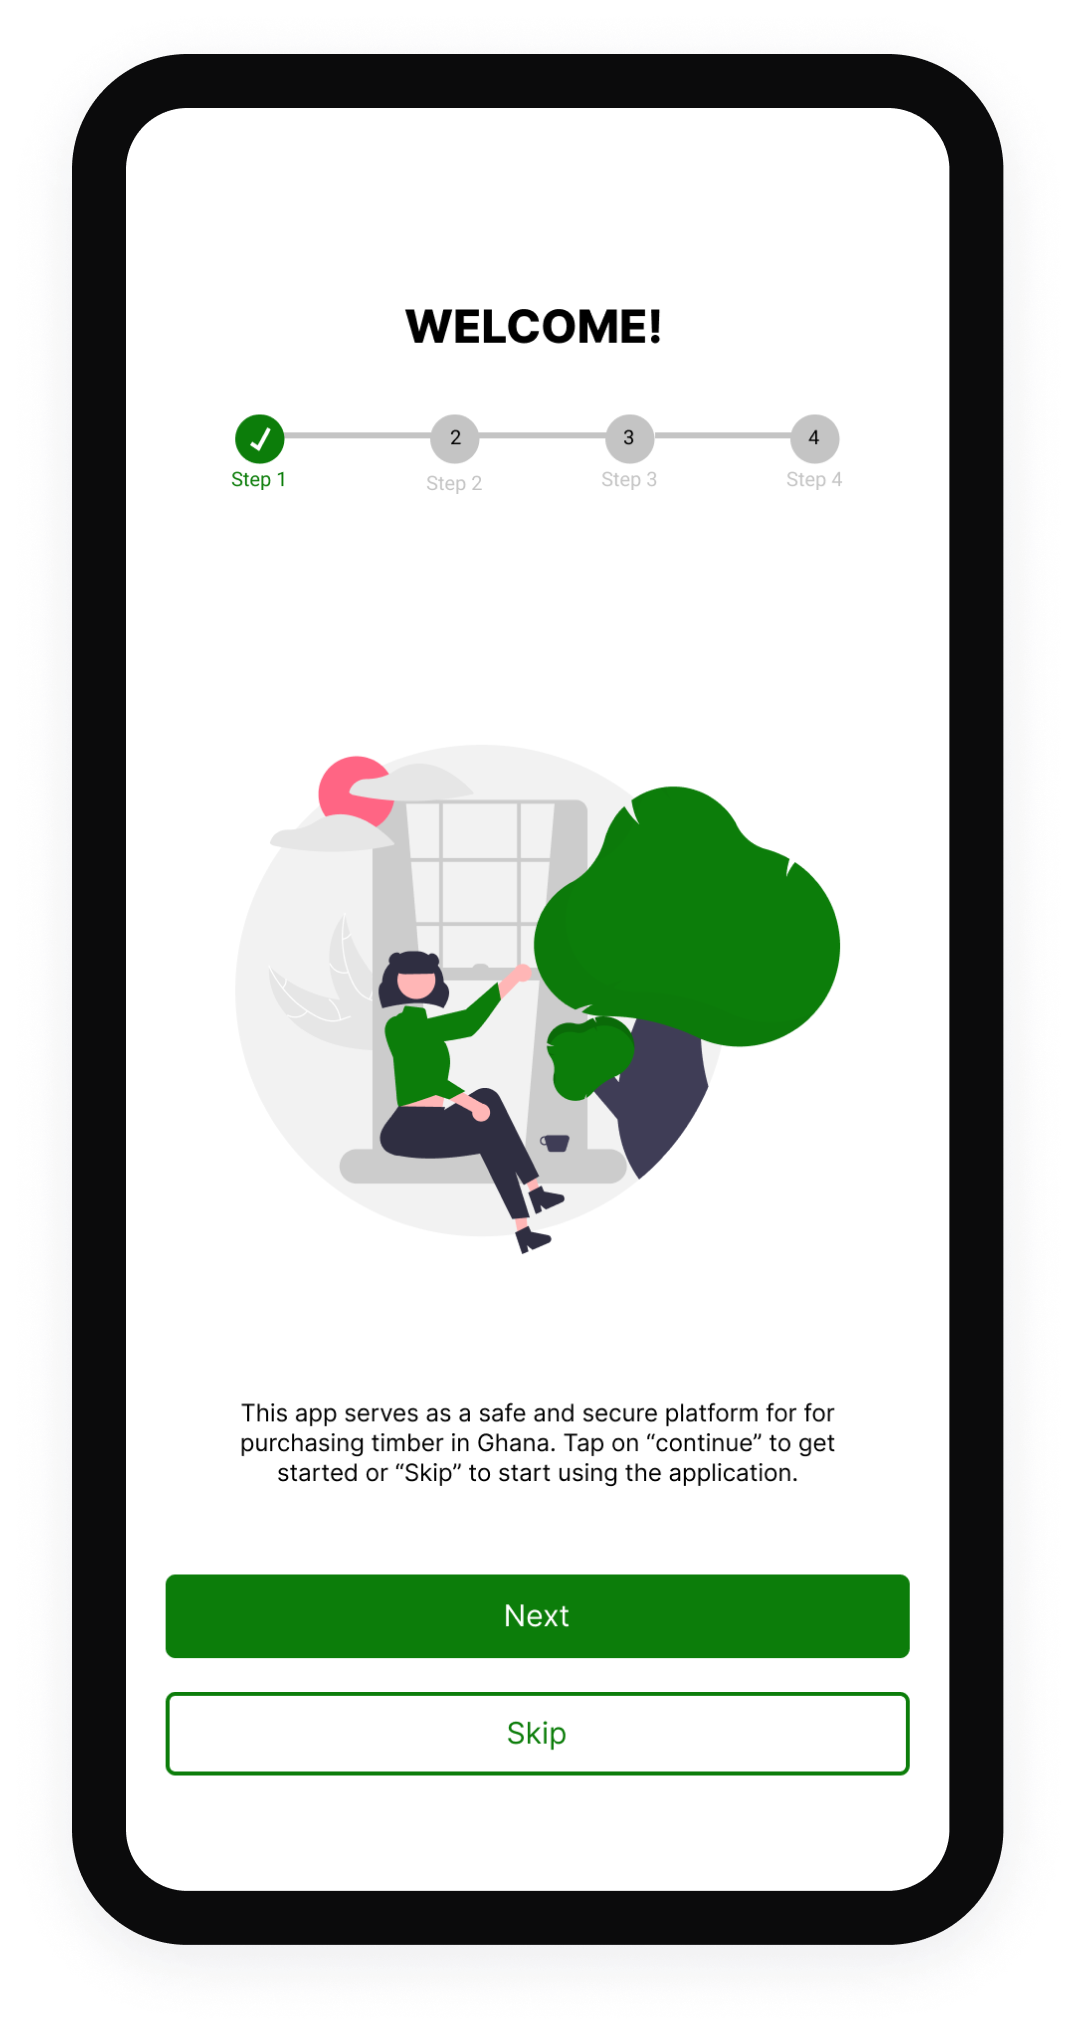 WELCOME!
2 3 4
Step 1 Step 2 Step 3 Step 4
This app serves as a safe and secure platform for for
purchasing timber in Ghana. Tap on “continue” to get
started or “Skip” to start using the application.
Next
Skip